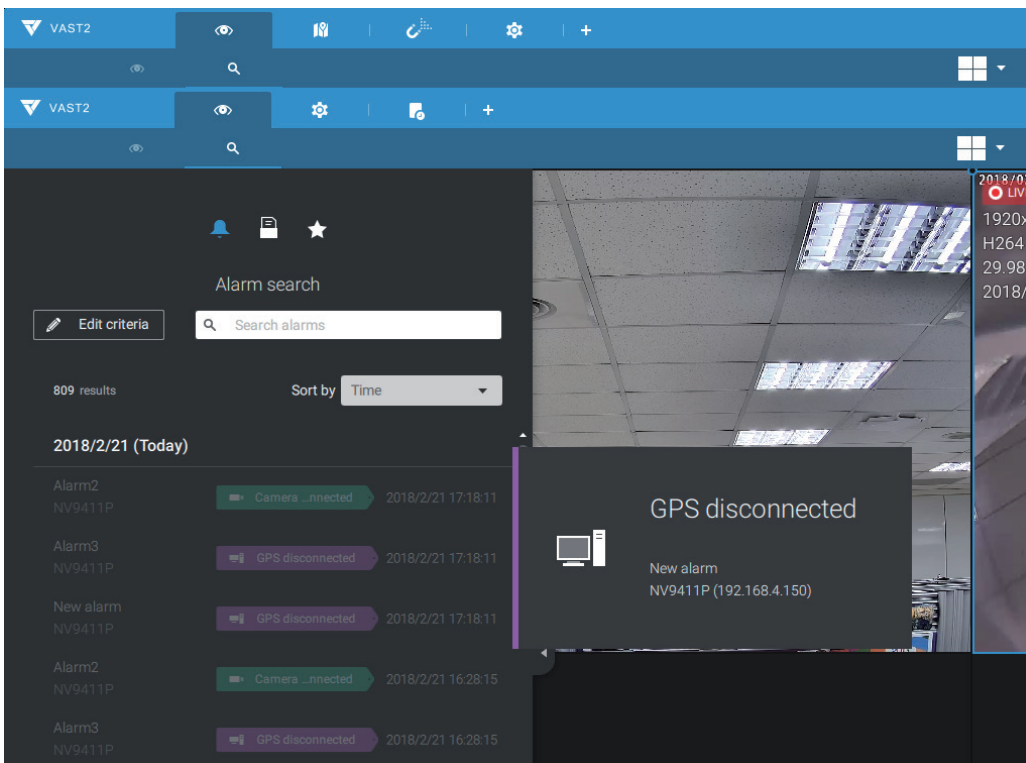 VAST2
VAST2
Alarm search
Edit criteria
Search alarms
809 results
Sort by Time
2018/2/21 (Today)
Alarm2
NV9411P
Camera ...nnected
2018/2/21 17:18:11
Alarm3
NV9411P
GPS disconnected
2018/2/21 17:18:11
New alarm
NV9411P
GPS disconnected
2018/2/21 17:18:11
Alarm2
NV9411P
Camera ...nnected
2018/2/21 16:28:15
Alarm3
NV9411P
GPS disconnected
2018/2/21 16:28:15
GPS disconnected
New alarm
NV9411P (192.168.4.150)
2018/0
LIV
1920x
H264
29.98
2018/